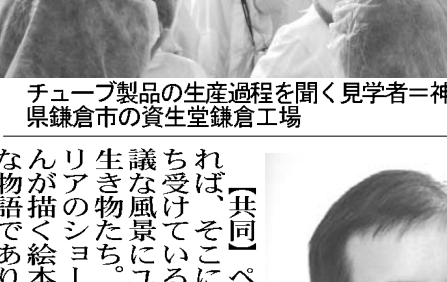 チューブ製品の生産過程を聞く見学者＝神
県鎌倉市の資生堂鎌倉工場
【共同】ペ
れば、そこに
ち受けている
議な風景にユ
生き物たち。
リアのショー
んが描く絵本
な物語であり